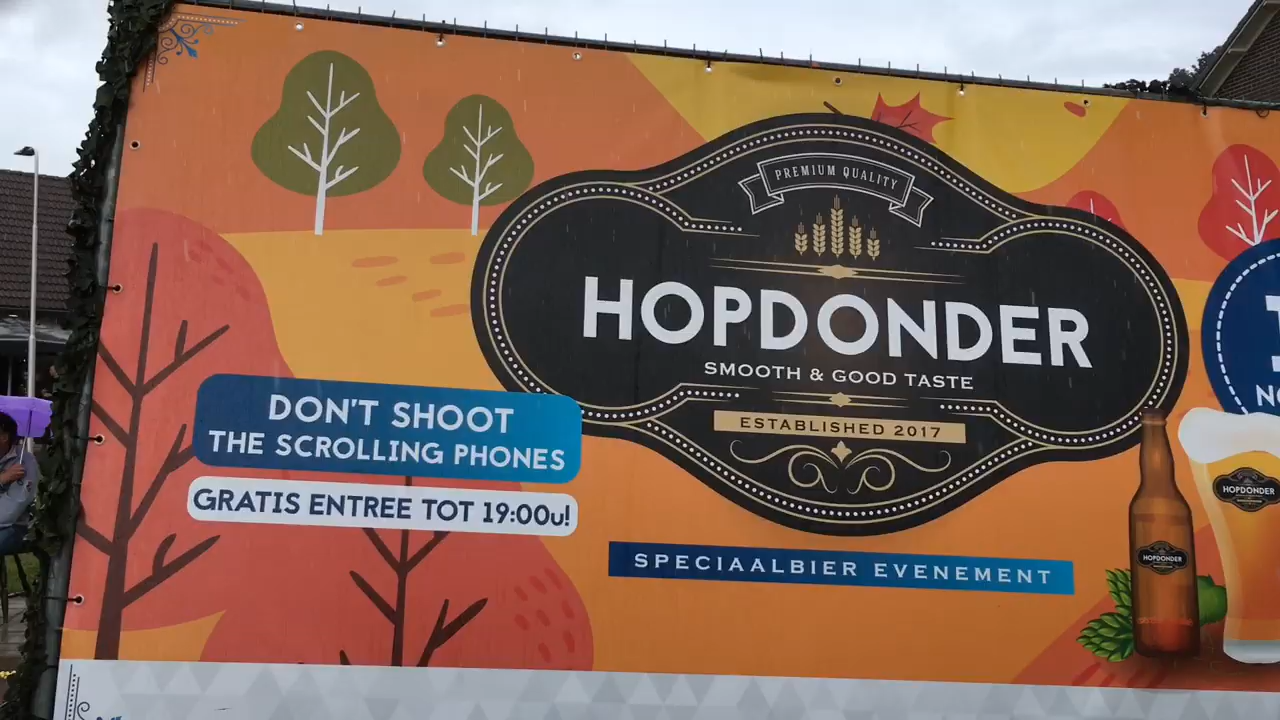 PREMIUM QUALITY
HOPDONDER
SMOOTH & GOOD TASTE
ESTABLISHED 2017
DON'T SHOOT
THE SCROLLING PHONES
GRATIS ENTREE TOT 19:00u!
SPECIAALBIER EVENEMENT
HOPDONDER
HOPDONDER